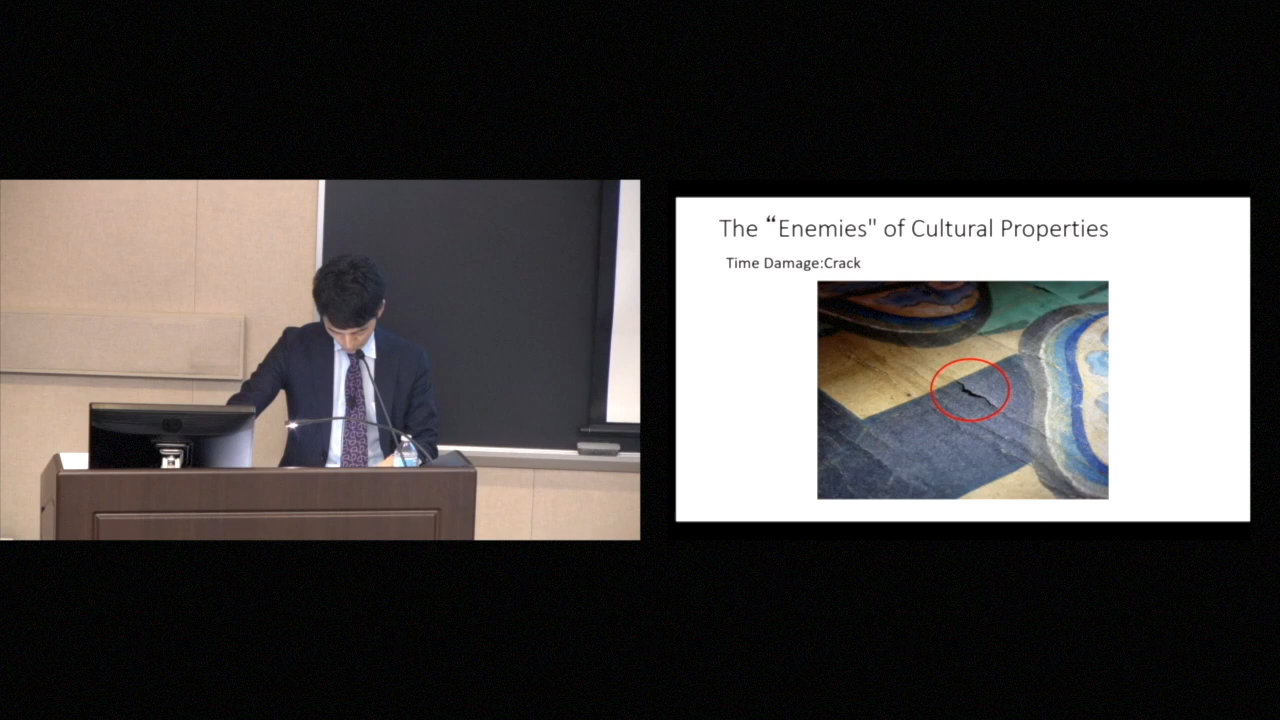 The “Enemies" of Cultural Properties
Time Damage:Crack